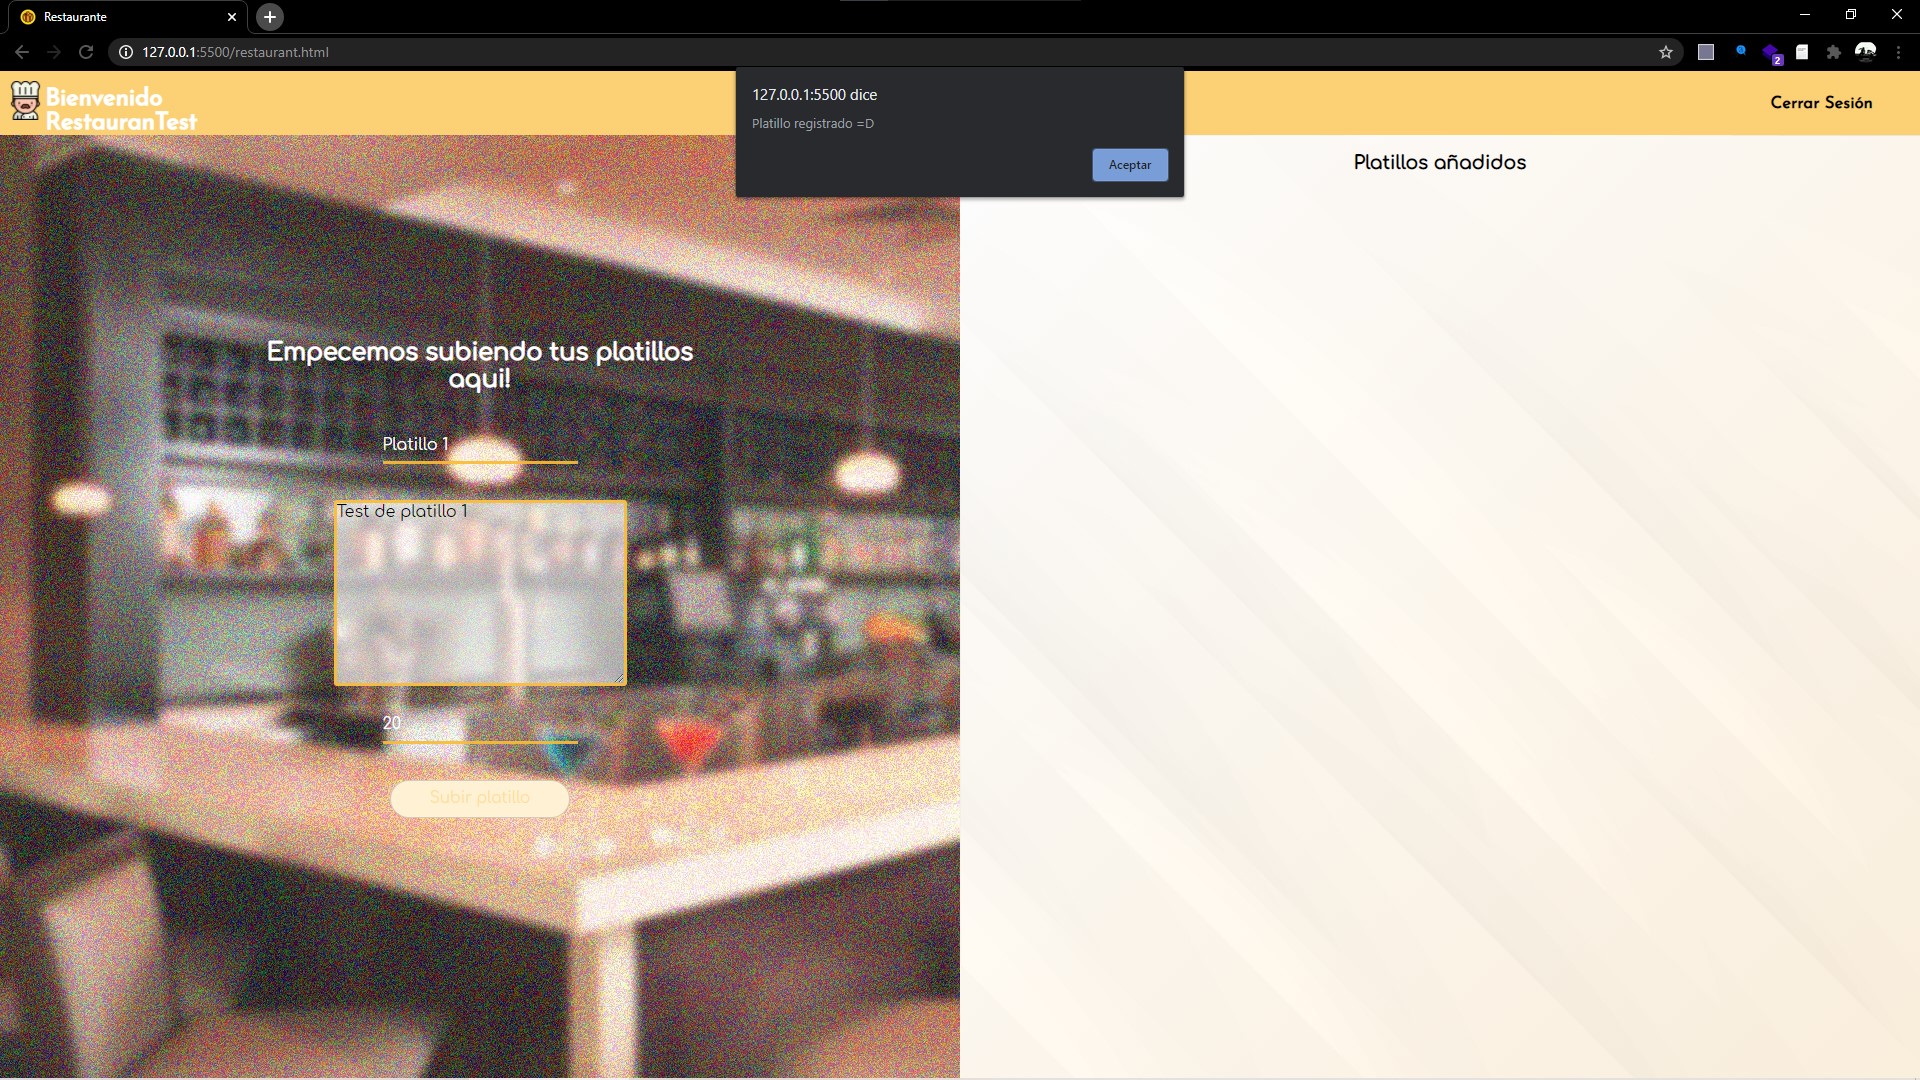 Restaurante
127.0.0.1:5500/restaurant.html
2
Bienvenido
RestauranTest
127.0.0.1:5500 dice
Platillo registrado =D
Aceptar
Cerrar Sesión
Empecemos subiendo tus platillos
aqui!
Platillo 1
Test de platillo 1
20
Subir platillo
Platillos añadidos